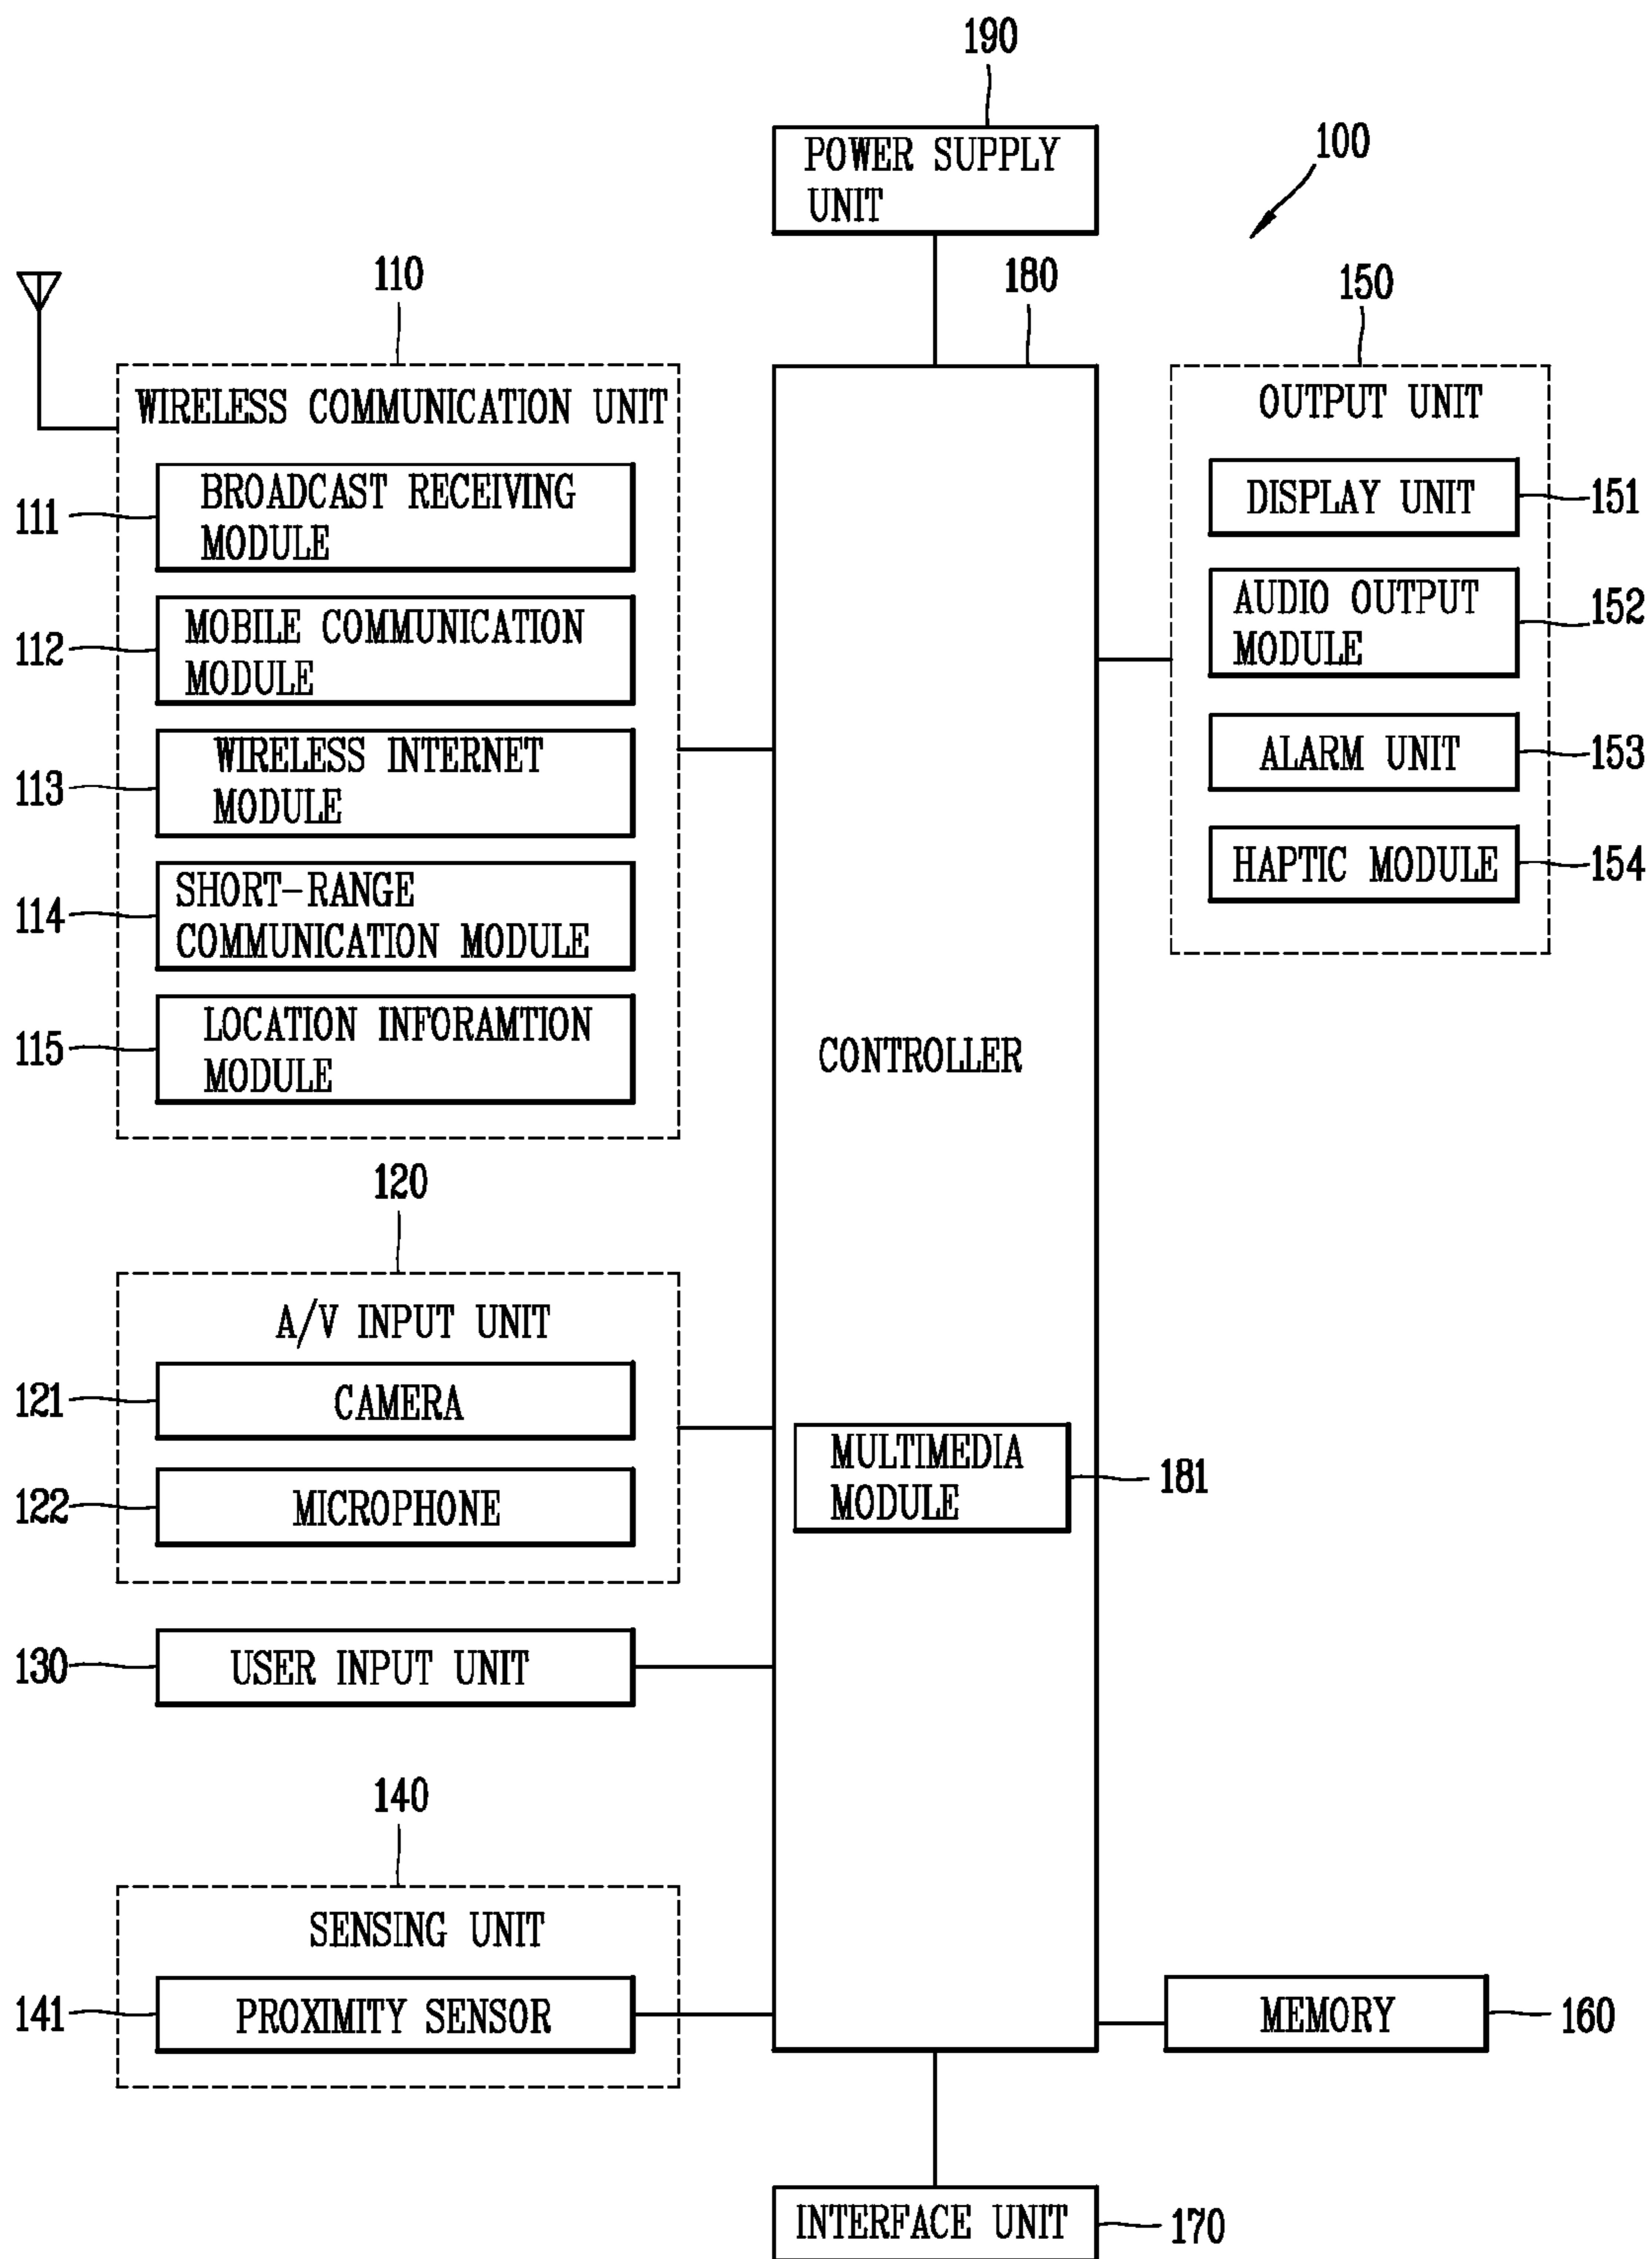 190
POWER SUPPLY
UNIT
100
110
180
150
WIRELESS COMMUNICATION UNIT
111
BROADCAST RECEIVING
MODULE
112
MOBILE COMMUNICATION
MODULE
113
WIRELESS INTERNET
MODULE
114
SHORT-RANGE
COMMUNICATION MODULE
115
LOCATION INFORAMTION
MODULE
120
A/V INPUT UNIT
121
CAMERA
122
MICROPHONE
130
USER INPUT UNIT
140
SENSING UNIT
141
PROXIMITY SENSOR
CONTROLLER
MULTIMEDIA
MODULE
181
OUTPUT UNIT
DISPLAY UNIT
151
AUDIO OUTPUT
MODULE
152
ALARM UNIT
153
HAPTIC MODULE
154
MEMORY
160
INTERFACE UNIT
170